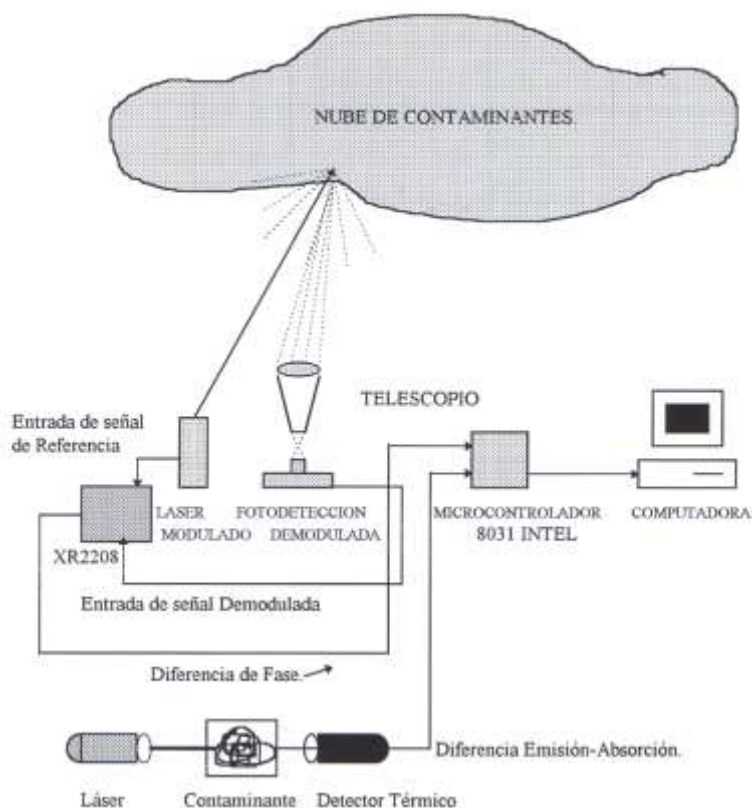 NUBE DE CONTAMINANTES.
TELESCOPIO
Entrada de señal
de Referencia
LASER
MODULADO
FOTODETECCION
DEMODULADA
MICROCONTROLADOR
8031 INTEL
COMPUTADORA
XR2208
Entrada de señal Demodulada
Diferencia de Fase.
Diferencia Emisión-Absorción.
Láser
Contaminante
Detector Térmico